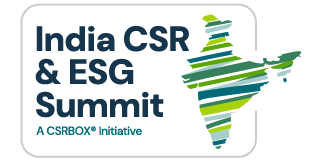 India CSR
& ESG
Summit
A CSRBOX® Initiative